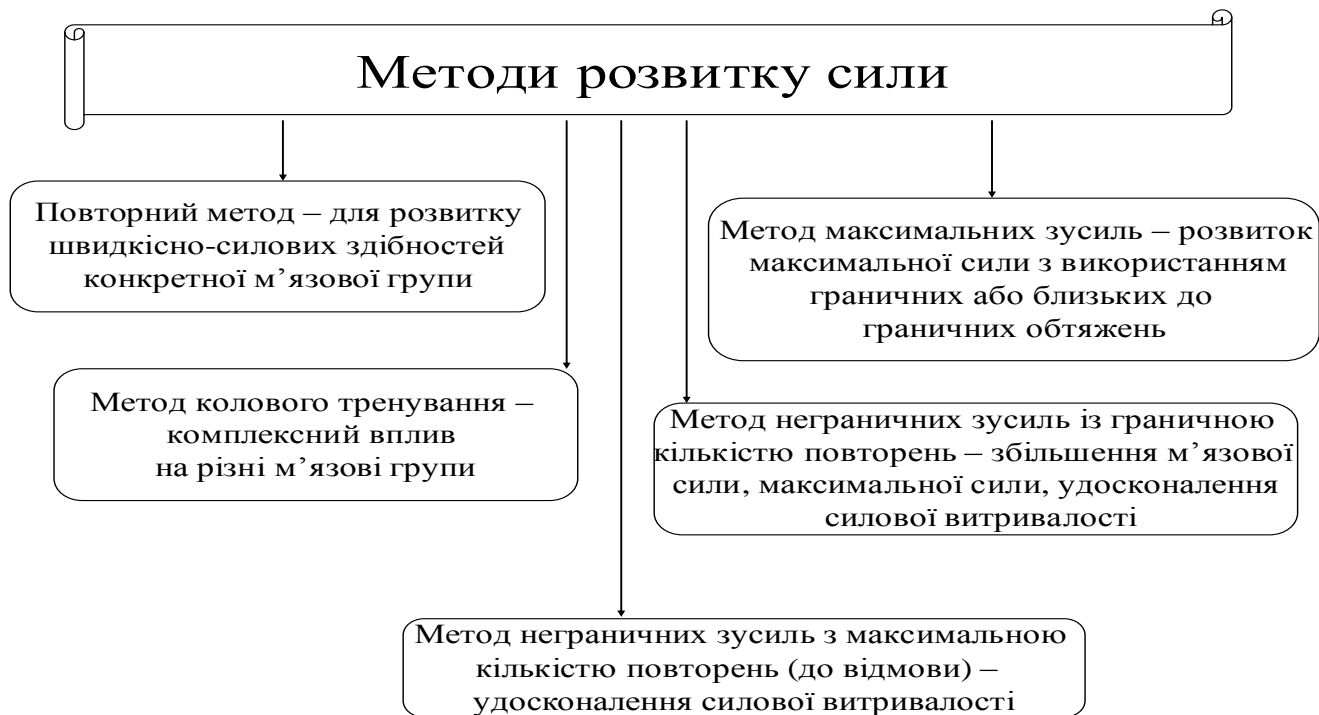 Методи розвитку сили
Повторний метод – для розвитку
швидкісно-силових здібностей
конкретної м’язової групи
Метод максимальних зусиль – розвиток
максимальної сили з використанням
граничних або близьких до
граничних обтяжень
Метод колового тренування –
комплексний вплив
на різні м’язові групи
Метод неграничних зусиль із граничною
кількістю повторень – збільшення м’язової
сили, максимальної сили, удосконалення
силової витривалості
Метод неграничних зусиль з максимальною
кількістю повторень (до відмови) –
удосконалення силової витривалості